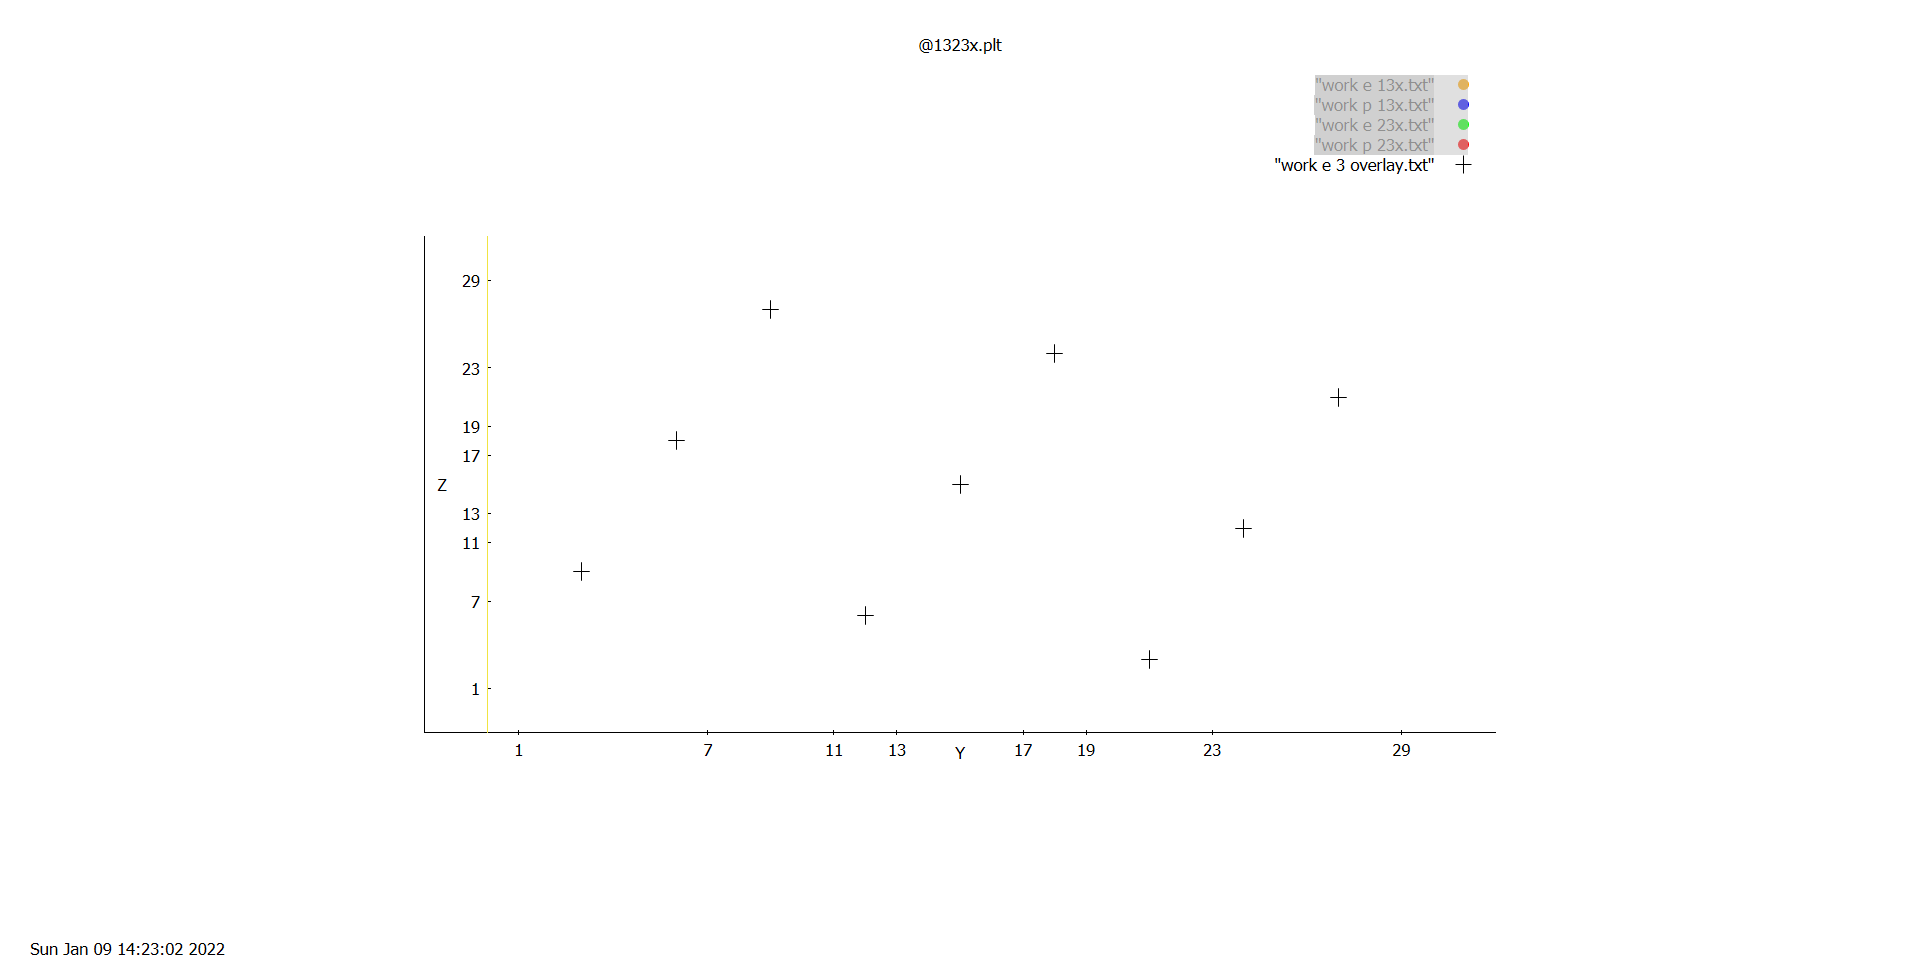 @1323x.plt
"work e 13x.txt"
"work p 13x.txt"
"work e 23x.txt"
"work p 23x.txt"
"work e 3 overlay.txt"
29
23
19
17
Z
13
11
7
1
1 7 11 13 Y 17 19 23 29
Sun Jan 09 14:23:02 2022